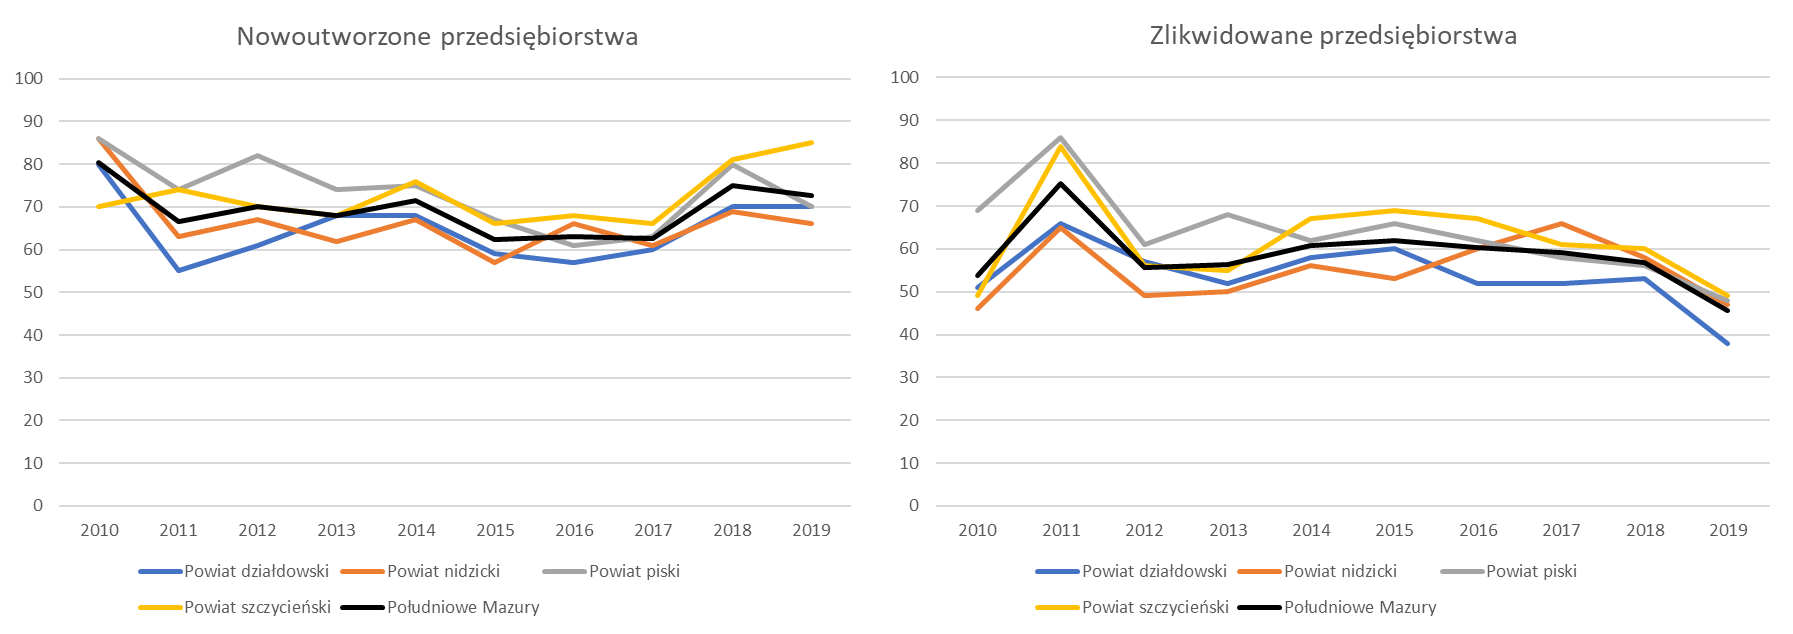 Nowoutworzone przedsiębiorstwa
100
90
80
70
60
50
40
30
20
10
0
2010 2011 2012 2013 2014 2015 2016 2017 2018 2019
Powiat działdowski Powiat nidzicki Powiat piski
Powiat szczycieński Południowe Mazury
Zlikwidowane przedsiębiorstwa
100
90
80
70
60
50
40
30
20
10
0
2010 2011 2012 2013 2014 2015 2016 2017 2018 2019
Powiat działdowski Powiat nidzicki Powiat piski
Powiat szczycieński Południowe Mazury